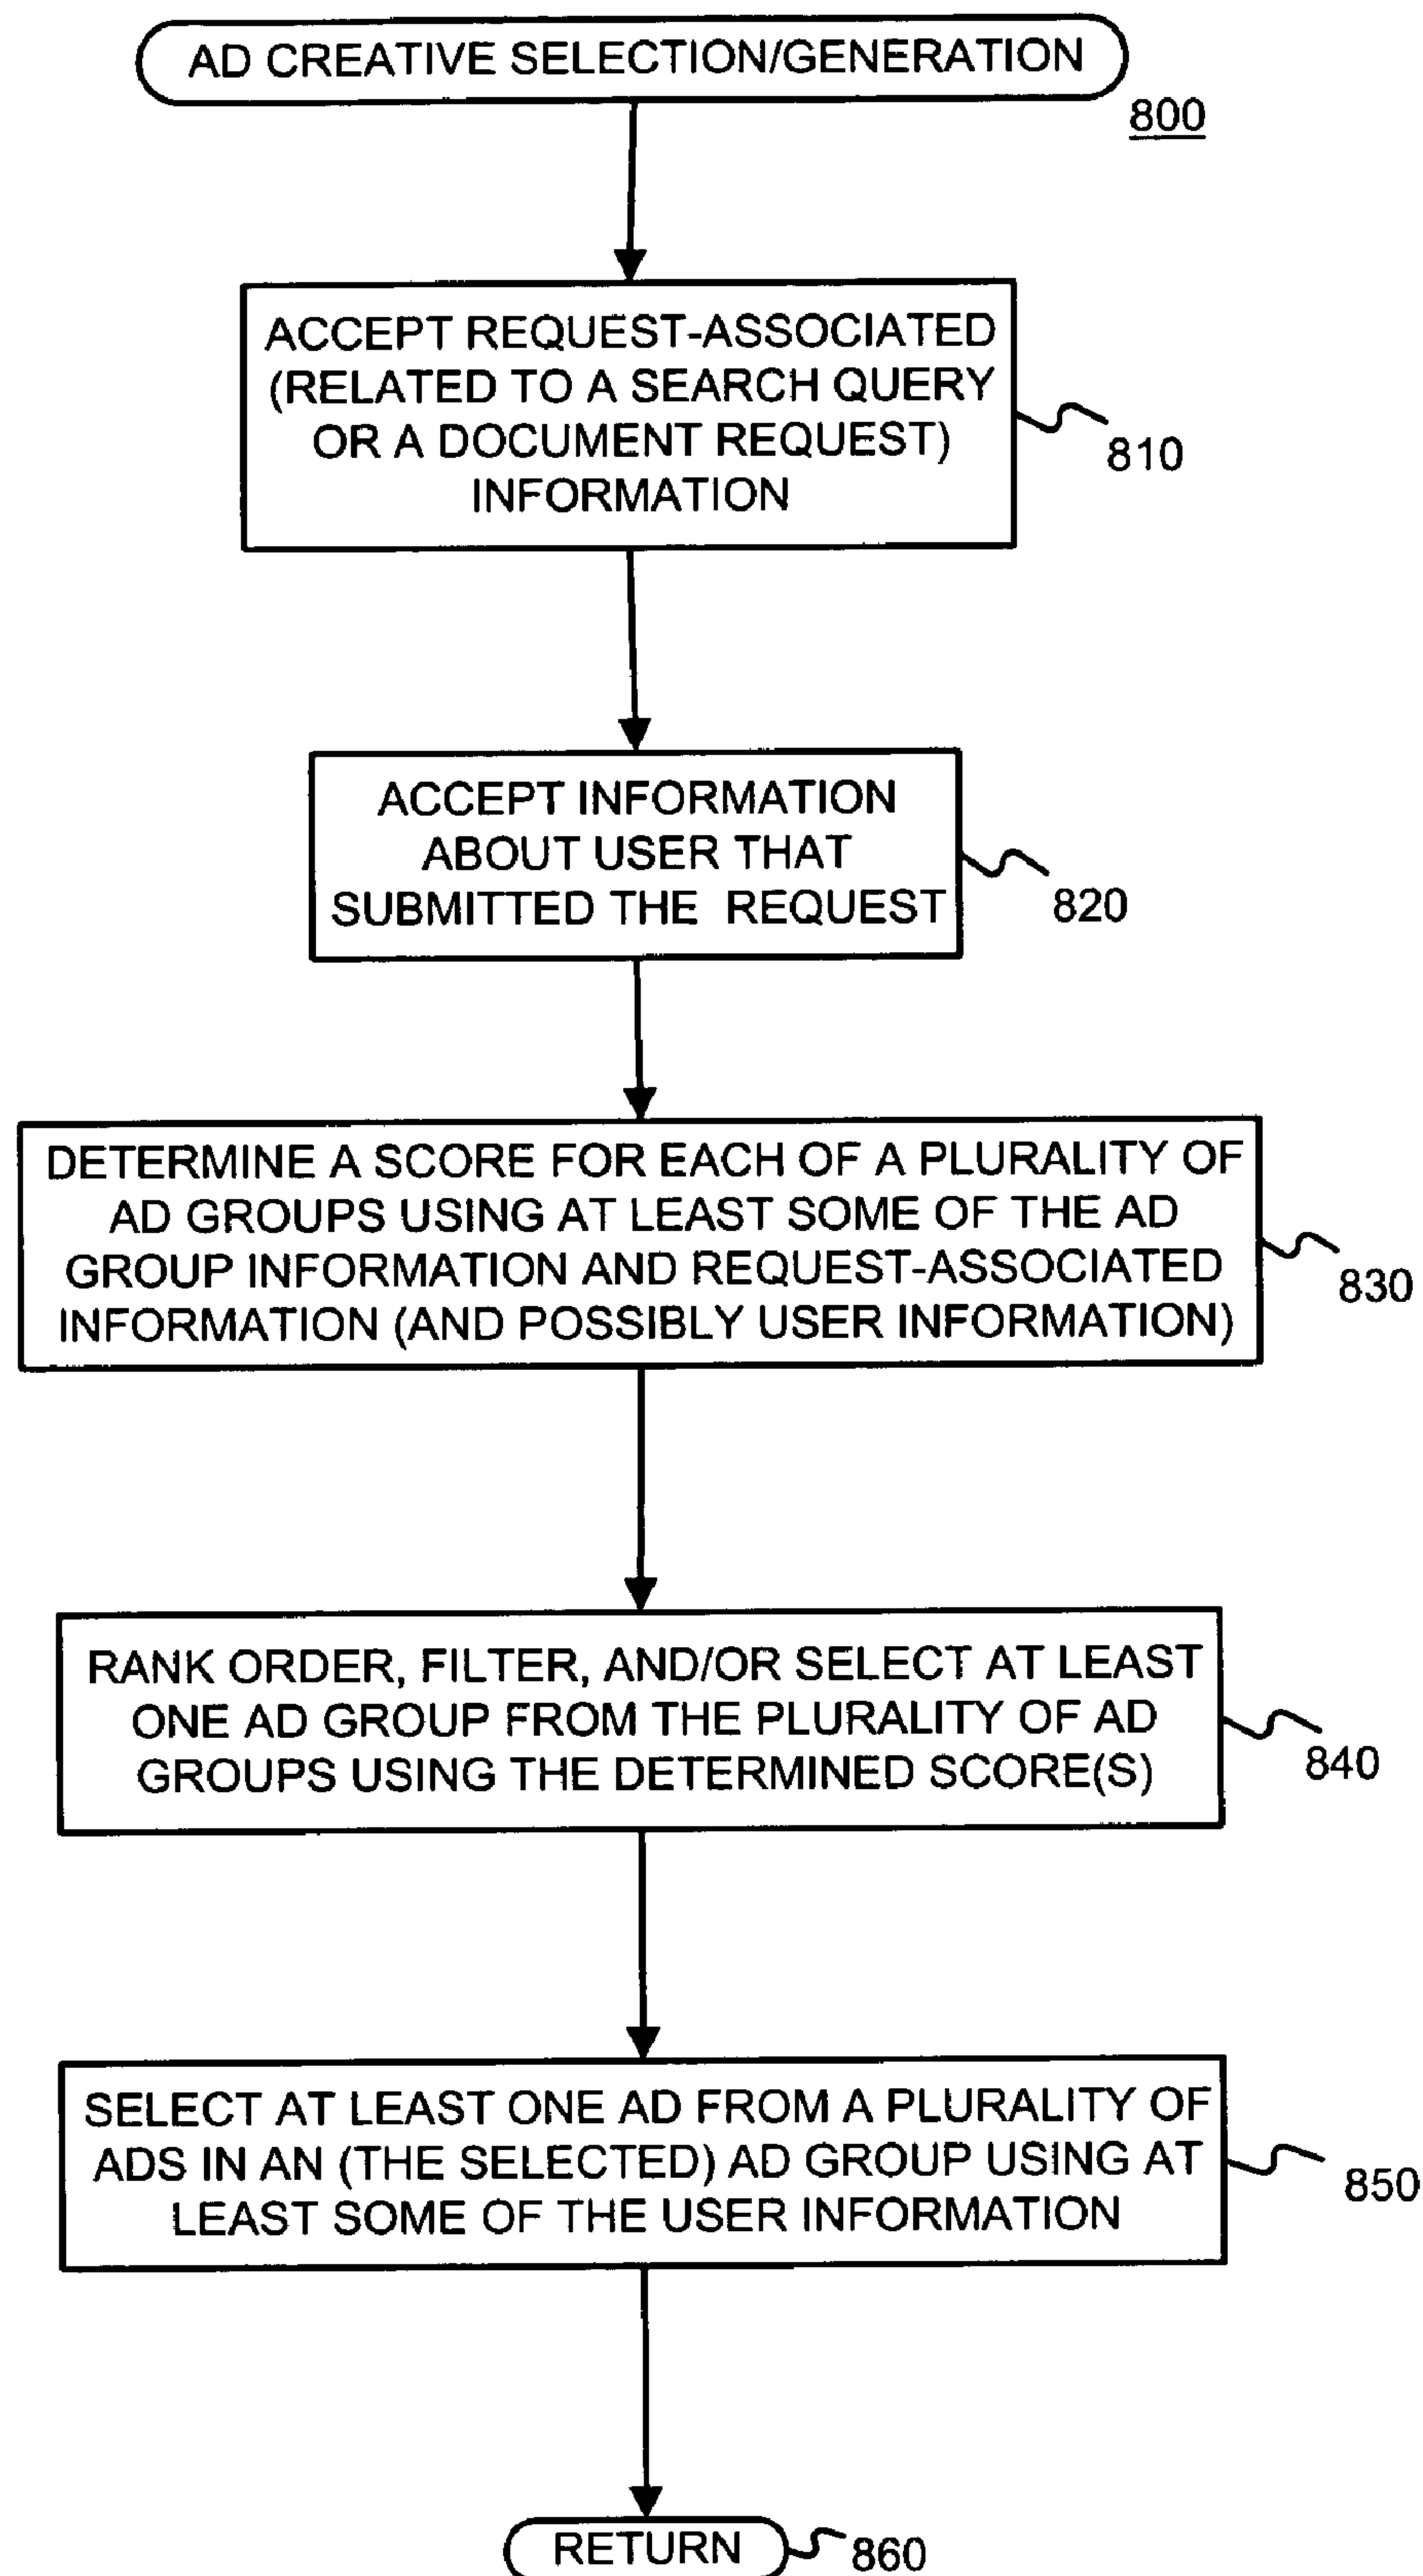 AD CREATIVE SELECTION/GENERATION
800
ACCEPT REQUEST-ASSOCIATED
(RELATED TO A SEARCH QUERY
OR A DOCUMENT REQUEST)
INFORMATION
810
ACCEPT INFORMATION
ABOUT USER THAT
SUBMITTED THE REQUEST
820
DETERMINE A SCORE FOR EACH OF A PLURALITY OF
AD GROUPS USING AT LEAST SOME OF THE AD
GROUP INFORMATION AND REQUEST-ASSOCIATED
INFORMATION (AND POSSIBLY USER INFORMATION)
830
RANK ORDER, FILTER, AND/OR SELECT AT LEAST
ONE AD GROUP FROM THE PLURALITY OF AD
GROUPS USING THE DETERMINED SCORE(S)
840
SELECT AT LEAST ONE AD FROM A PLURALITY OF
ADS IN AN (THE SELECTED) AD GROUP USING AT
LEAST SOME OF THE USER INFORMATION
850
RETURN
860